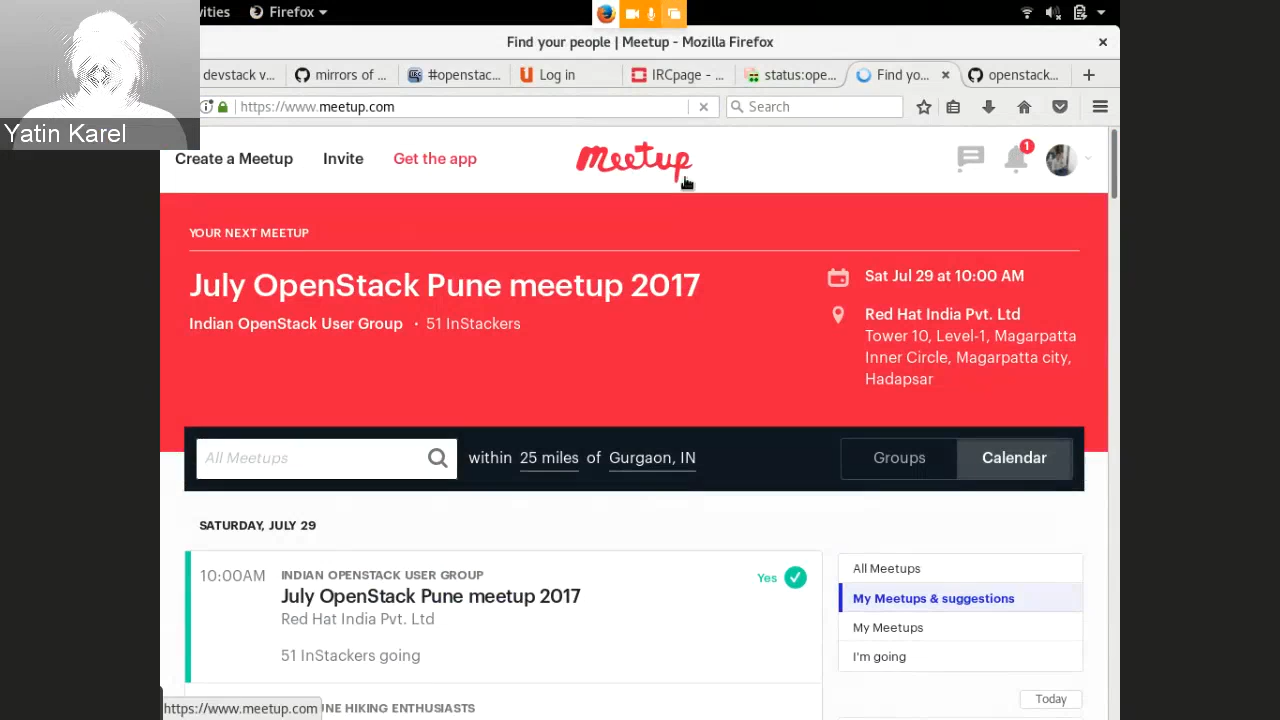 vities
Firefox
Find your people | Meetup - Mozilla Firefox
devstack v...
mirrors of ...
#openstac...
Log in
IRCpage - ...
status:ope...
Find yo...
openstack...
https://www.meetup.com
Search
Yatin Karel
Create a Meetup
Invite
Get the app
Meetup
1
YOUR NEXT MEETUP
July OpenStack Pune meetup 2017
Indian OpenStack User Group · 51 InStackers
Sat Jul 29 at 10:00 AM
Red Hat India Pvt. Ltd
Tower 10, Level-1, Magarpatta
Inner Circle, Magarpatta city,
Hadapsar
All Meetups
within 25 miles of Gurgaon, IN
Groups
Calendar
SATURDAY, JULY 29
10:00AM
INDIAN OPENSTACK USER GROUP
July OpenStack Pune meetup 2017
Red Hat India Pvt. Ltd
51 InStackers going
Yes
All Meetups
My Meetups & suggestions
My Meetups
I'm going
Today
https://www.meetup.com
UNE HIKING ENTHUSIASTS